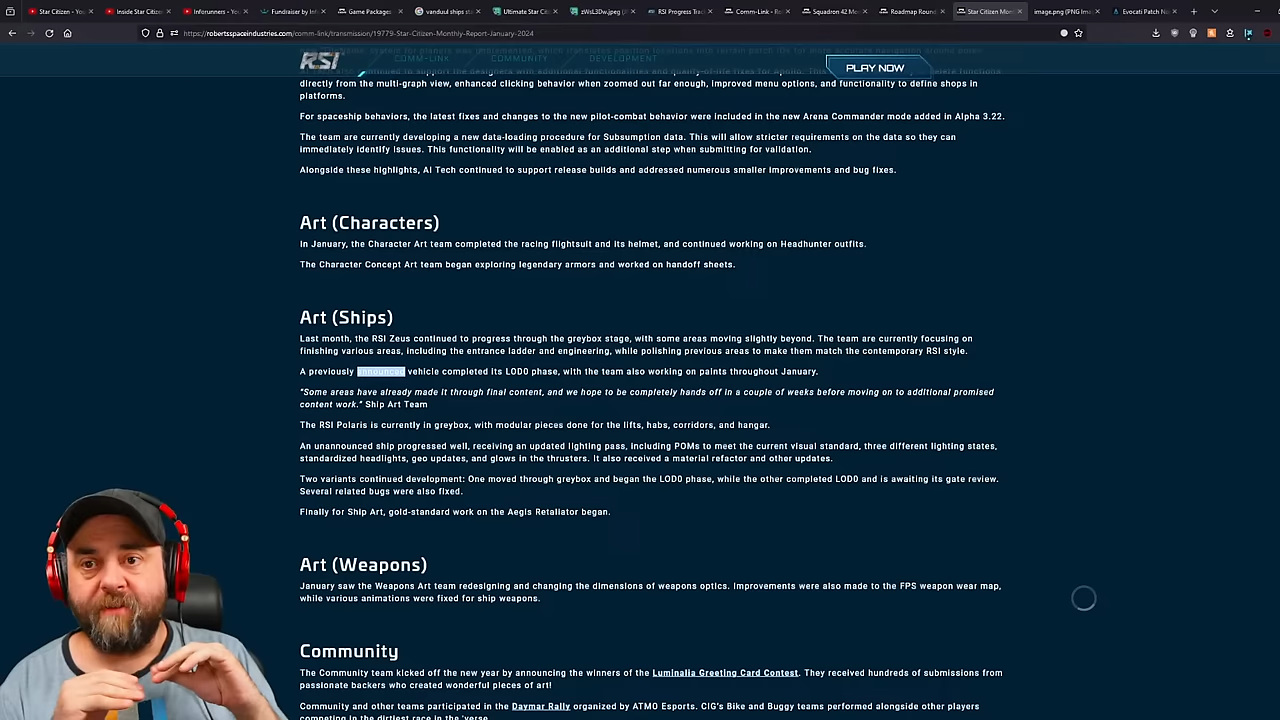 Star Citizen - You
Inside Star Citizen
Inforunners - You
Fundraiser by Inf
Game Packages
vanduul ships st
Ultimate Star Cit
zWsL3Dw.jpeg (
RSI Progress Trac
Comm-Link - Ro
Squadron 42 Mo
Roadmap Round
Star Citizen Mon
image.png (PNG Ima
Evocati Patch No
https://robertsspaceindustries.com/comm-link/transmission/19779-Star-Citizen-Monthly-Report-January-2024
RSI
COMM-LINK
COMMUNITY
DEVELOPMENT
PLAY NOW
directly from the multi-graph view, enhanced clicking behavior when zoomed out far enough, improved menu options, and functionality to define shops in
platforms.
For spaceship behaviors, the latest fixes and changes to the new pilot-combat behavior were included in the new Arena Commander mode added in Alpha 3.22.
The team are currently developing a new data-loading procedure for Subsumption data. This will allow stricter requirements on the data so they can
immediately identify issues. This functionality will be enabled as an additional step when submitting for validation.
Alongside these highlights, AI Tech continued to support release builds and addressed numerous smaller improvements and bug fixes.
Art (Characters)
In January, the Character Art team completed the racing flightsuit and its helmet, and continued working on Headhunter outfits.
The Character Concept Art team began exploring legendary armors and worked on handoff sheets.
Art (Ships)
Last month, the RSI Zeus continued to progress through the greybox stage, with some areas moving slightly beyond. The team are currently focusing on
finishing various areas, including the entrance ladder and engineering, while polishing previous areas to make them match the contemporary RSI style.
A previously announced vehicle completed its LOD0 phase, with the team also working on paints throughout January.
"Some areas have already made it through final content, and we hope to be completely hands off in a couple of weeks before moving on to additional promised
content work." Ship Art Team
The RSI Polaris is currently in greybox, with modular pieces done for the lifts, habs, corridors, and hangar.
An unannounced ship progressed well, receiving an updated lighting pass, including POMs to meet the current visual standard, three different lighting states,
standardized headlights, geo updates, and glows in the thrusters. It also received a material refactor and other updates.
Two variants continued development: One moved through greybox and began the LOD0 phase, while the other completed LOD0 and is awaiting its gate review.
Several related bugs were also fixed.
Finally for Ship Art, gold-standard work on the Aegis Retaliator began.
Art (Weapons)
January saw the Weapons Art team redesigning and changing the dimensions of weapons optics. Improvements were also made to the FPS weapon wear map,
while various animations were fixed for ship weapons.
Community
The Community team kicked off the new year by announcing the winners of the Luminalia Greeting Card Contest. They received hundreds of submissions from
passionate backers who created wonderful pieces of art!
Community and other teams participated in the Daymar Rally organized by ATMO Esports. CIG's Bike and Buggy teams performed alongside other players
competing in the dirtiest race in the 'verse.